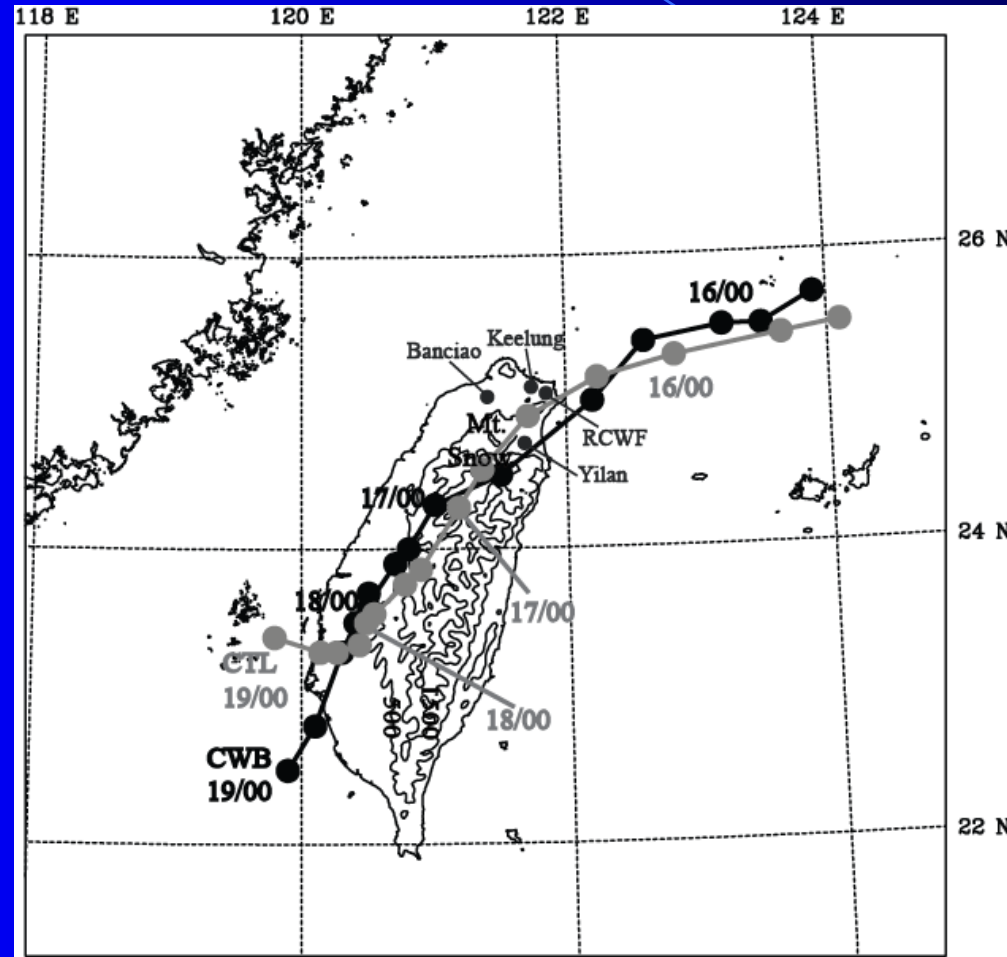 118 E
120 E
122 E
124 E
26 N
16/00
Keelung
Banciao
16/00
Mt.
RCWF
Snow
Yilan
17/00
24 N
18/00
17/00
CTL
19/00
500
1500
18/00
CWB
19/00
22 N